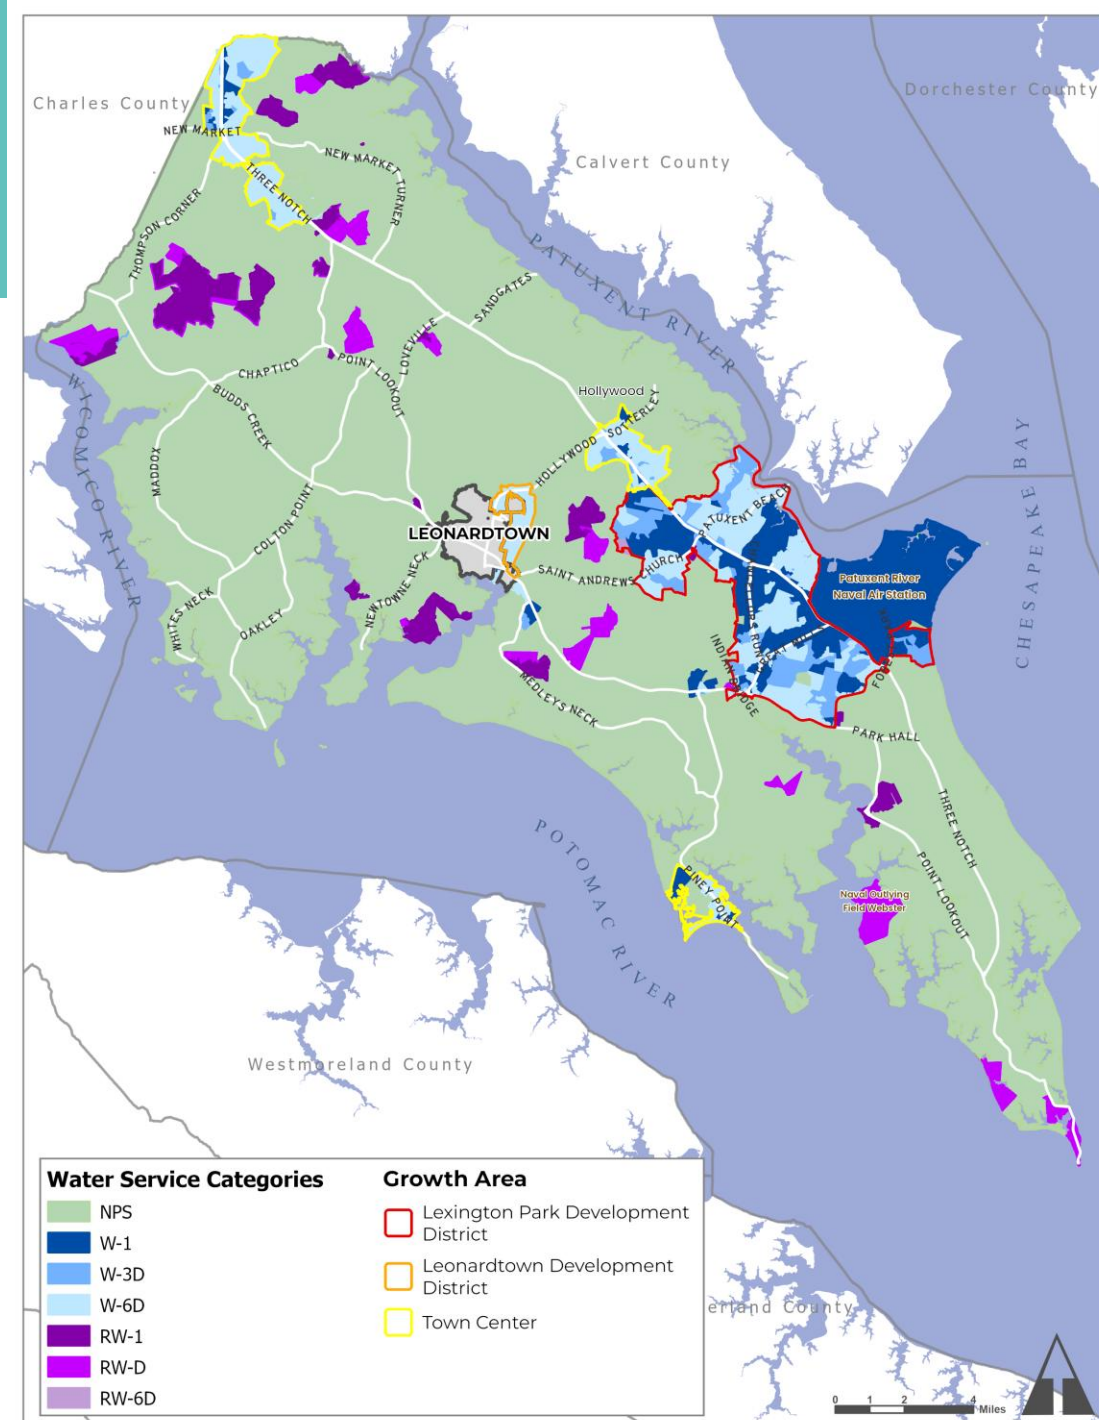 Charles County
Dorchester County
Calvert County
NEW MARKET
NEW MARKET TURNER
THREE NOTCH
THOMPSON CORNER
PATUXENT RIVER
SANDGATES
LOVEVILLE
CHAPTICO
POINT LOOKOUT
BUDDS CREEK
WICOMICO RIVER
Hollywood
HOLLYWOOD SOTTERLEY
MADDOX
COLTON POINT
PATUXENT BEACH
LEONARDTOWN
SAINT ANDREWS CHURCH
NEWTOWNE NECK
Patuxent River
Naval Air Station
CHESAPEAKE BAY
WHITES NECK
OAKLEY
INDIAN BRIDGE
MEDLEYS NECK
PARK HALL
THREE NOTCH
POINT LOOKOUT
POTOMAC RIVER
PINEY POINT
Naval Outlying
Field Webster
Westmoreland County
erland County
Water Service Categories
NPS
W-1
W-3D
W-6D
RW-1
RW-D
RW-6D
Growth Area
Lexington Park Development
District
Leonardtown Development
District
Town Center
0 1 2 4
Miles